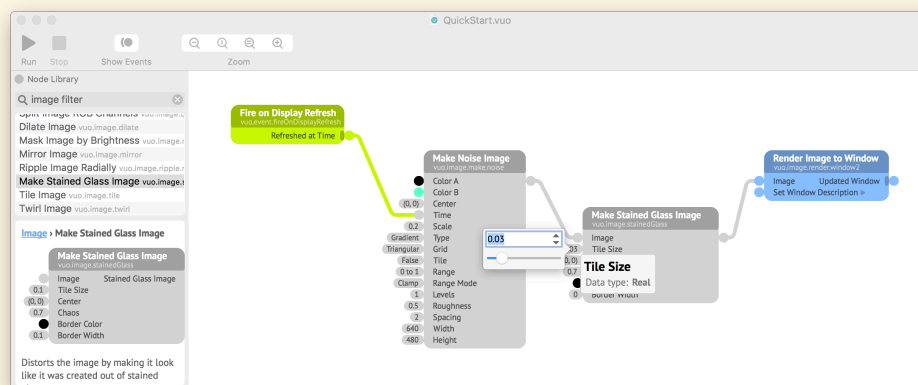 QuickStart.vuo
Run
Stop
Show Events
Zoom
Node Library
image filter
Split Image RGB Channels
Dilate Image vuo.image.dilate
Mask Image by Brightness vuo.image.r
Mirror Image vuo.image.mirror
Ripple Image Radially vuo.image.ripple.r
Make Stained Glass Image vuo.image.s
Tile Image vuo.image.tile
Twirl Image vuo.image.twirl
Image › Make Stained Glass Image
Make Stained Glass Image
vuo.image.stainedGlass
Image Stained Glass Image
0.1 Tile Size
(0, 0) Center
0.7 Chaos
Border Color
0.1 Border Width
Distorts the image by making it look
like it was created out of stained
Fire on Display Refresh
vuo.event.fireOnDisplayRefresh
Refreshed at Time
Make Noise Image
vuo.image.make.noise
Color A
Color B
(0, 0) Center
Time
0.2 Scale
Gradient Type
Triangular Grid
False Tile
0 to 1 Range
Clamp Range Mode
1 Levels
0.5 Roughness
2 Spacing
640 Width
480 Height
0.03
Make Stained Glass Image
vuo.image.stainedGlass
Image
Tile Size
0.7
0 Border Width
Tile Size
Data type: Real
Render Image to Window
vuo.image.render.window2
Image Updated Window
Set Window Description